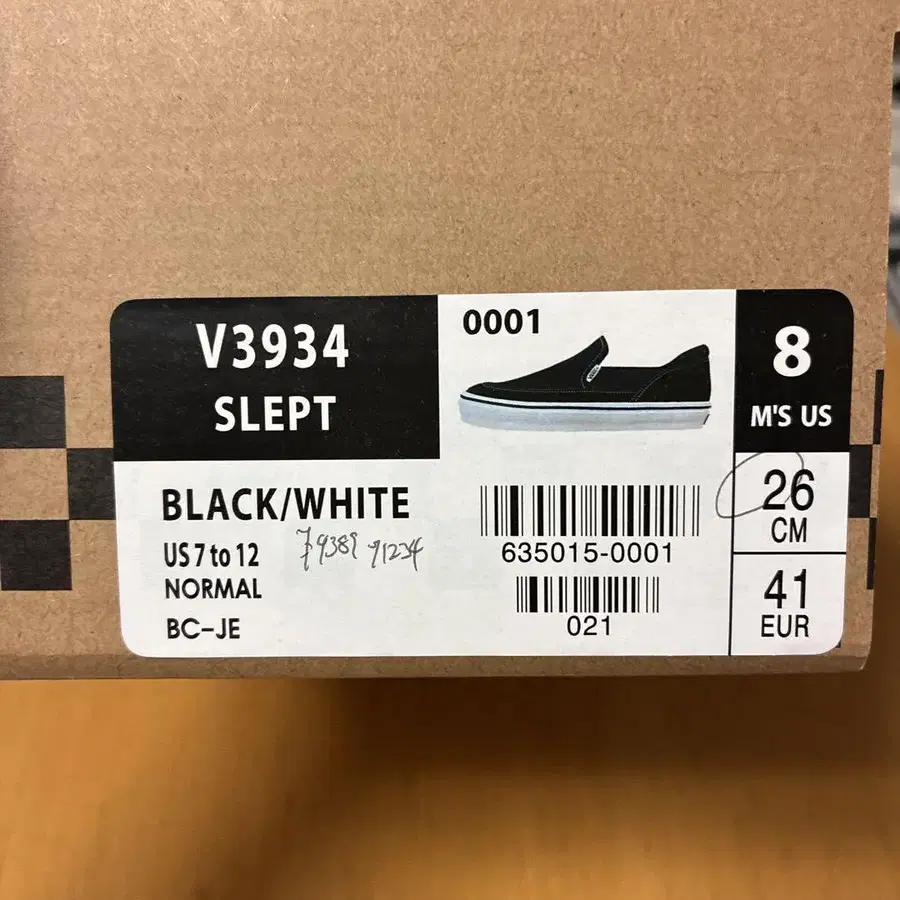 V3934
SLEPT
0001
8
M'S US
BLACK/WHITE
US 7 to 12
NORMAL
BC-JE
635015-0001
021
26
CM
41
EUR